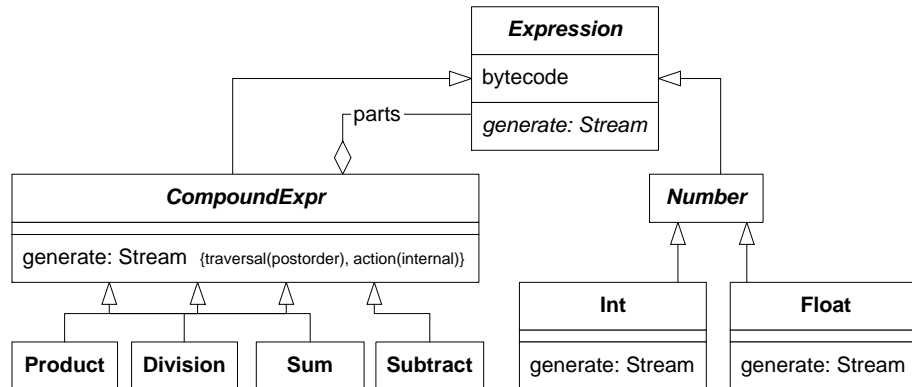 Expression
bytecode
parts
generate: Stream
CompoundExpr
Number
generate: Stream {traversal(postorder), action(internal)}
Int
Float
generate: Stream
generate: Stream
Product
Division
Sum
Subtract